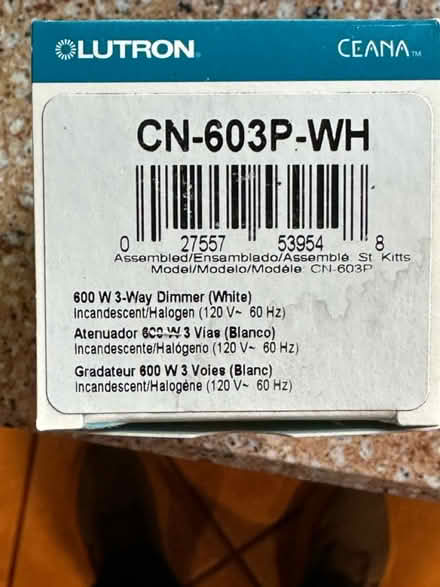 LUTRON® CEANA™
CN-603P-WH
0 27557 53954 8
Assembled/Ensamblado/Assemblé St. Kitts
Model/Modelo/Modèle: CN-603P
600 W 3-Way Dimmer (White)
Incandescent/Halogen (120 V~ 60 Hz)
Atenuador 600 W 3 Vías (Blanco)
Incandescente/Halógeno (120 V~ 60 Hz)
Gradateur 600 W 3 Voies (Blanc)
Incandescent/Halogène (120 V~ 60 Hz)